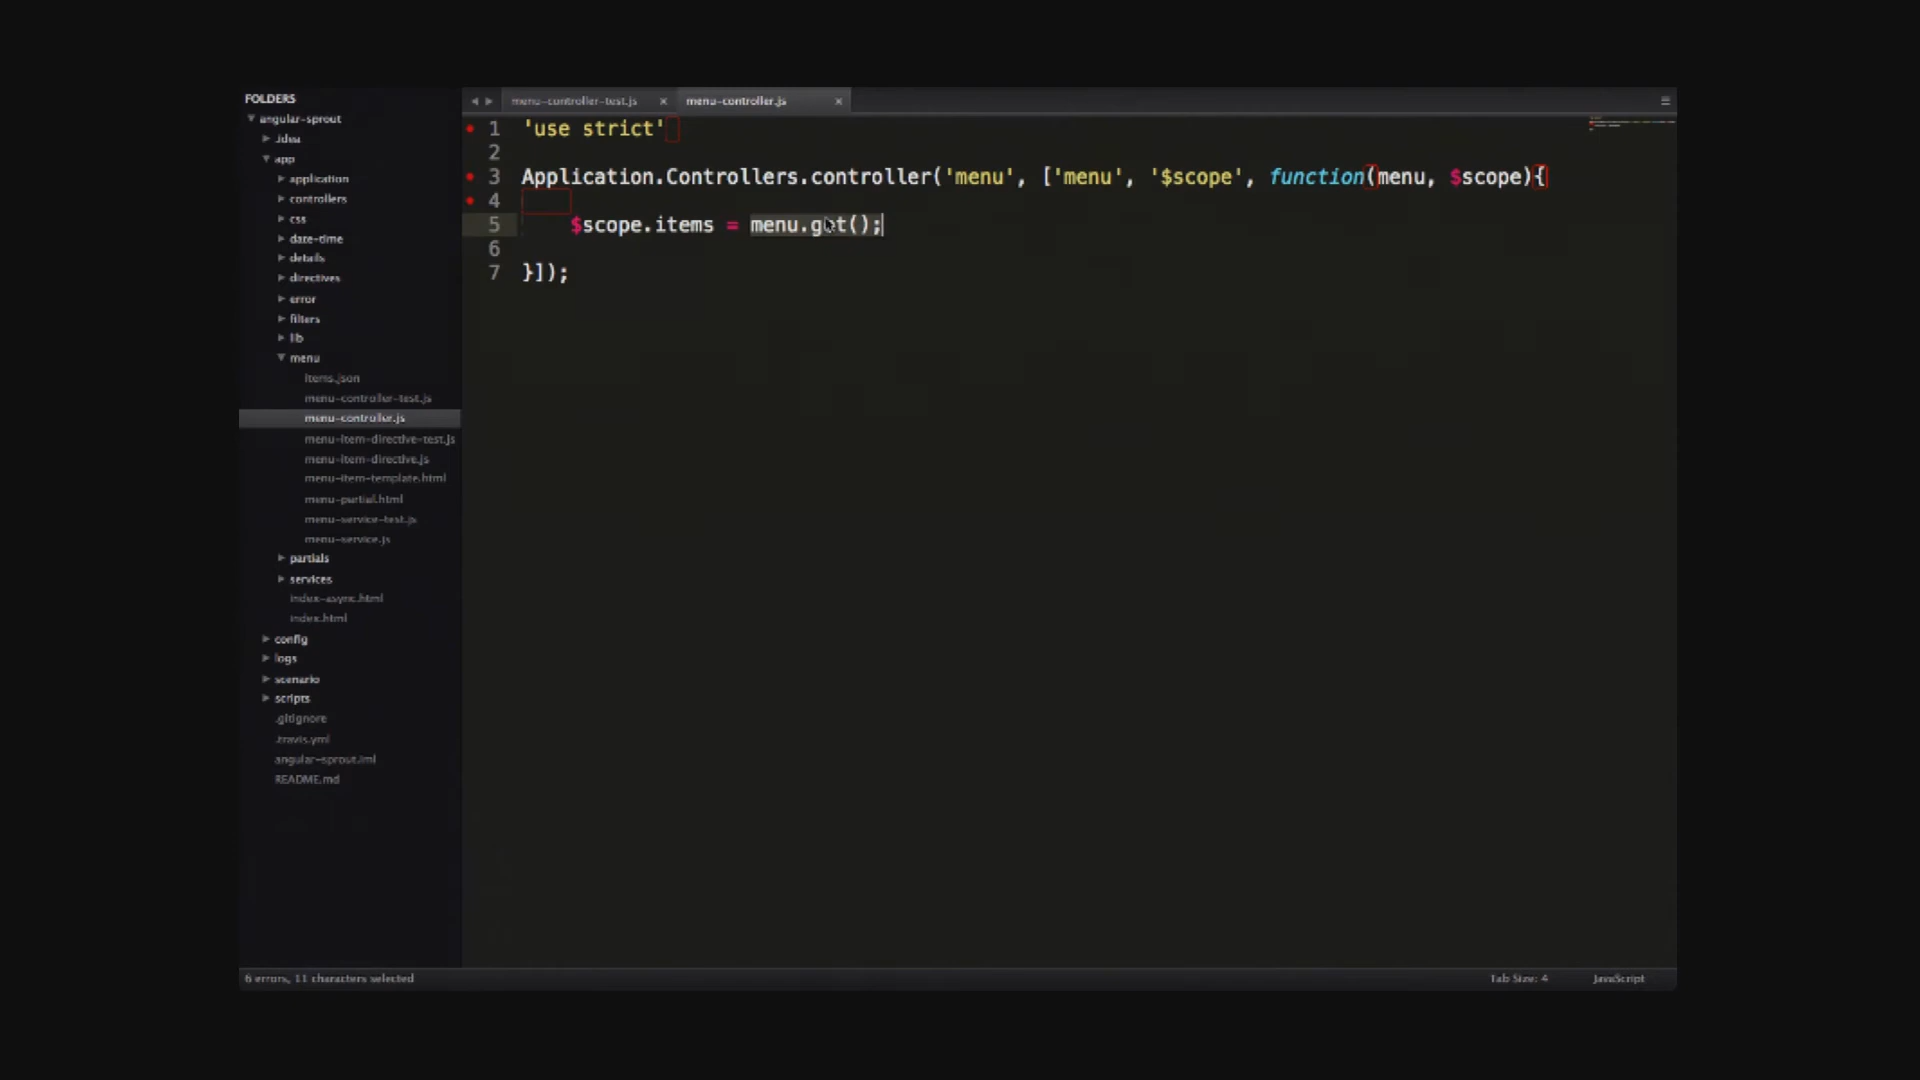 FOLDERS
angular-sprout
.idea
app
application
controllers
css
date-time
details
directives
error
filters
lib
menu
items.json
menu-controller-test.js
menu-controller.js
menu-item-directive-test.js
menu-item-directive.js
menu-item-template.html
menu-partial.html
menu-service-test.js
menu-service.js
partials
services
index-async.html
index.html
config
logs
scenario
scripts
.gitignore
.travis.yml
angular-sprout.iml
README.md
menu-controller-test.js × menu-controller.js ×
1 'use strict'
2
3 Application.Controllers.controller('menu', ['menu', '$scope', function(menu, $scope){
4
5 $scope.items = menu.get();
6
7 }]);
6 errors, 11 characters selected
Tab Size: 4 JavaScript